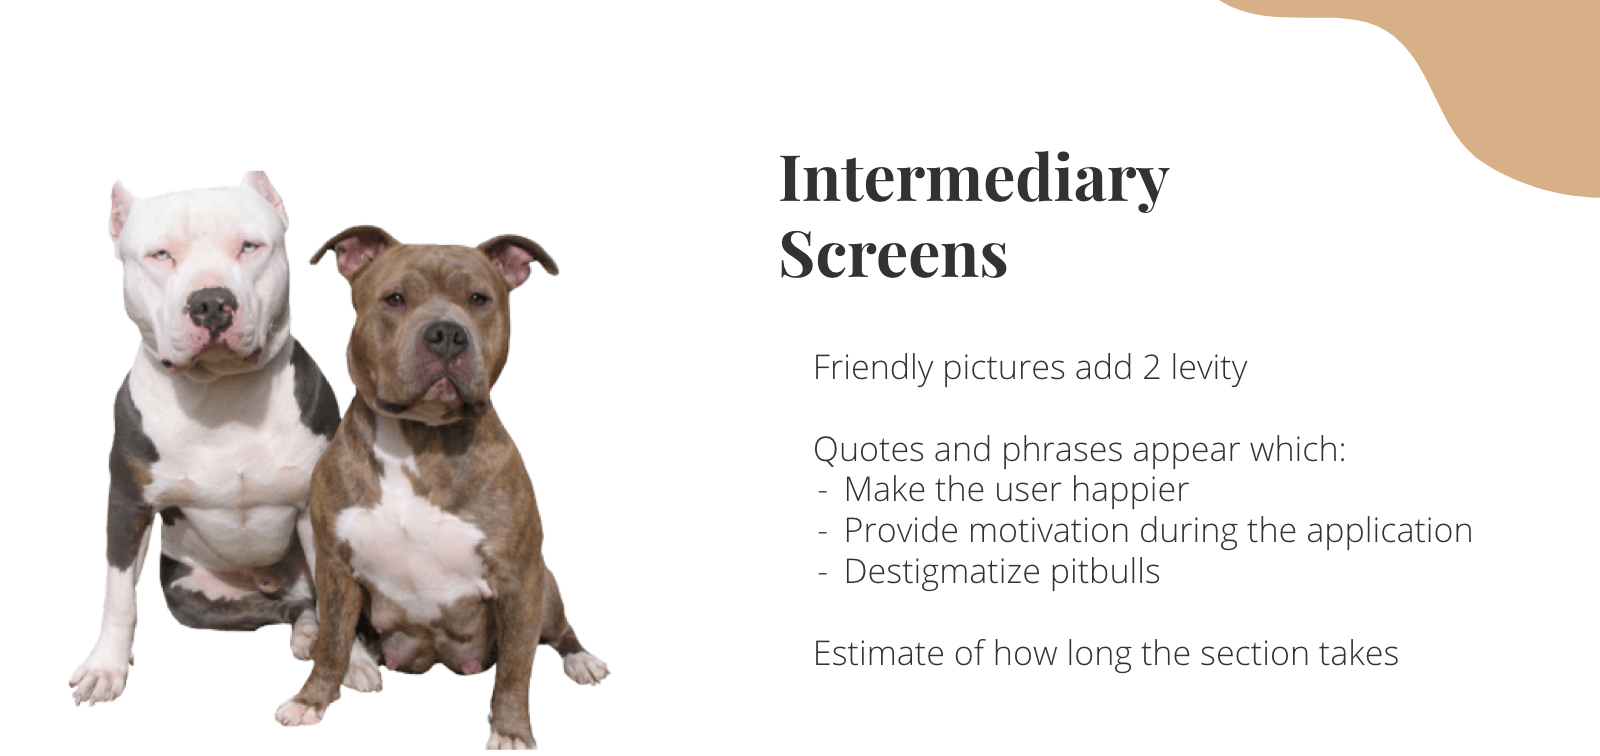 Intermediary
Screens
Friendly pictures add 2 levity
Quotes and phrases appear which:
- Make the user happier
- Provide motivation during the application
- Destigmatize pitbulls
Estimate of how long the section takes